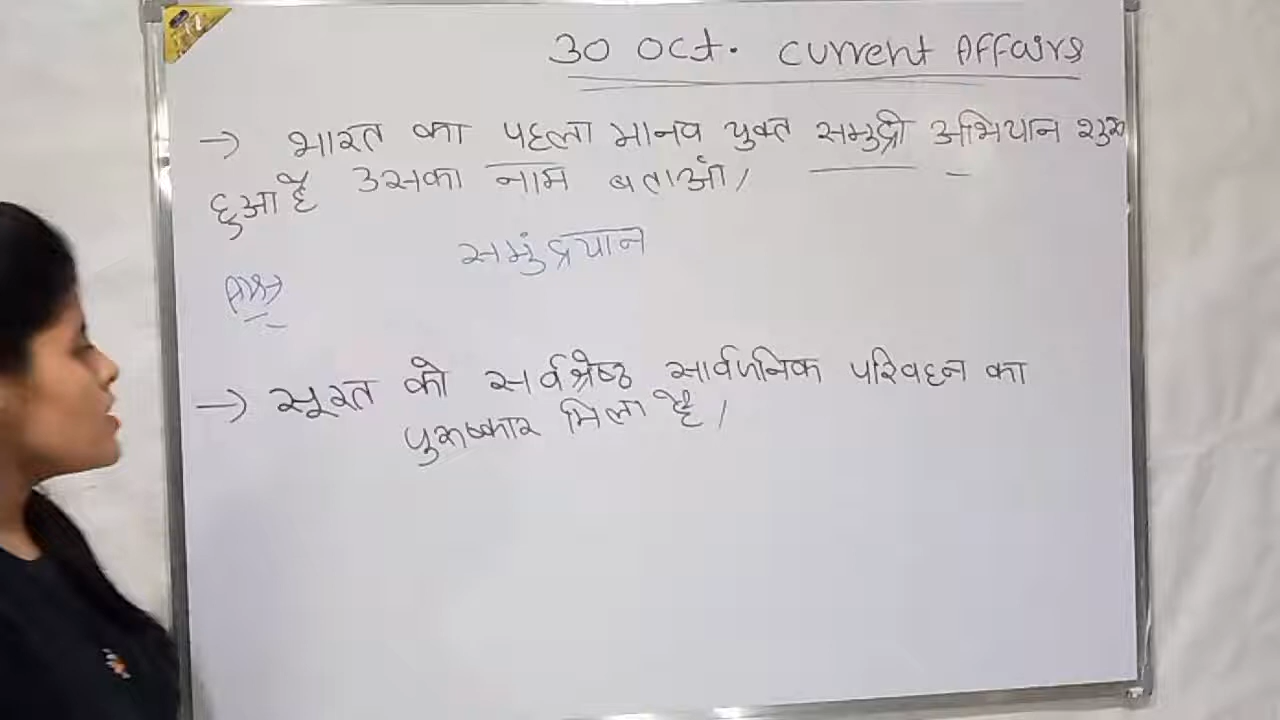 30 Oct. Current Affairs
→ भारत का पहला मानव युक्त समुद्री अभियान शुरू
हुआ है उसका नाम बताओ।
समुंद्रयान
Ans
→ सूरत को सर्वश्रेष्ठ सार्वजनिक परिवहन का
पुरूष्कार मिला है।